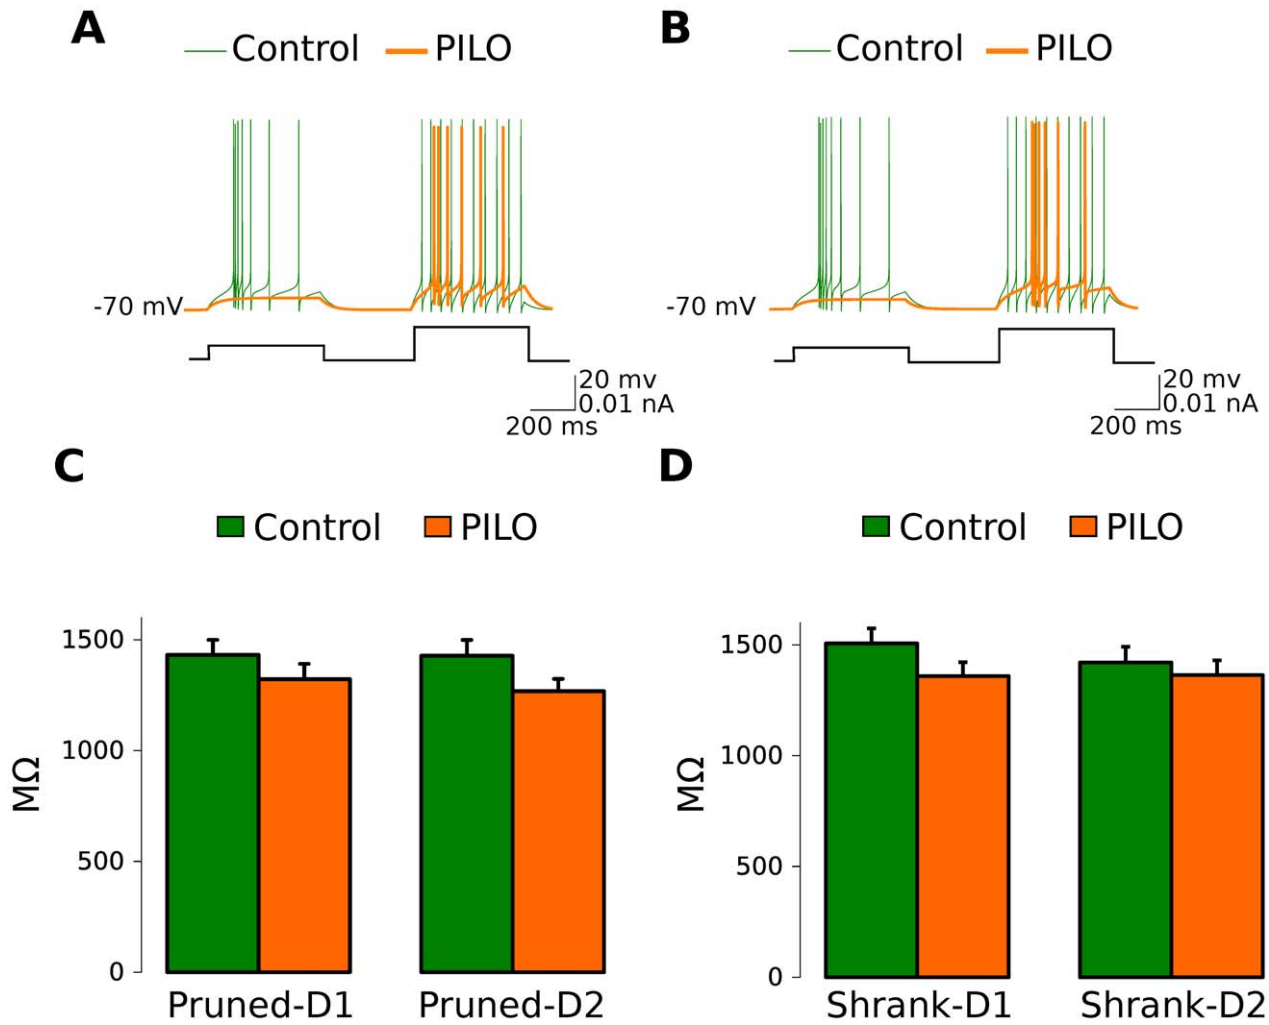 A
Control PILO
-70 mV
20 mv
0.01 nA
200 ms
B
Control PILO
-70 mV
20 mv
0.01 nA
200 ms
C
Control PILO
1500
1000
500
0
MΩ
Pruned-D1 Pruned-D2
D
Control PILO
1500
1000
500
0
MΩ
Shrank-D1 Shrank-D2